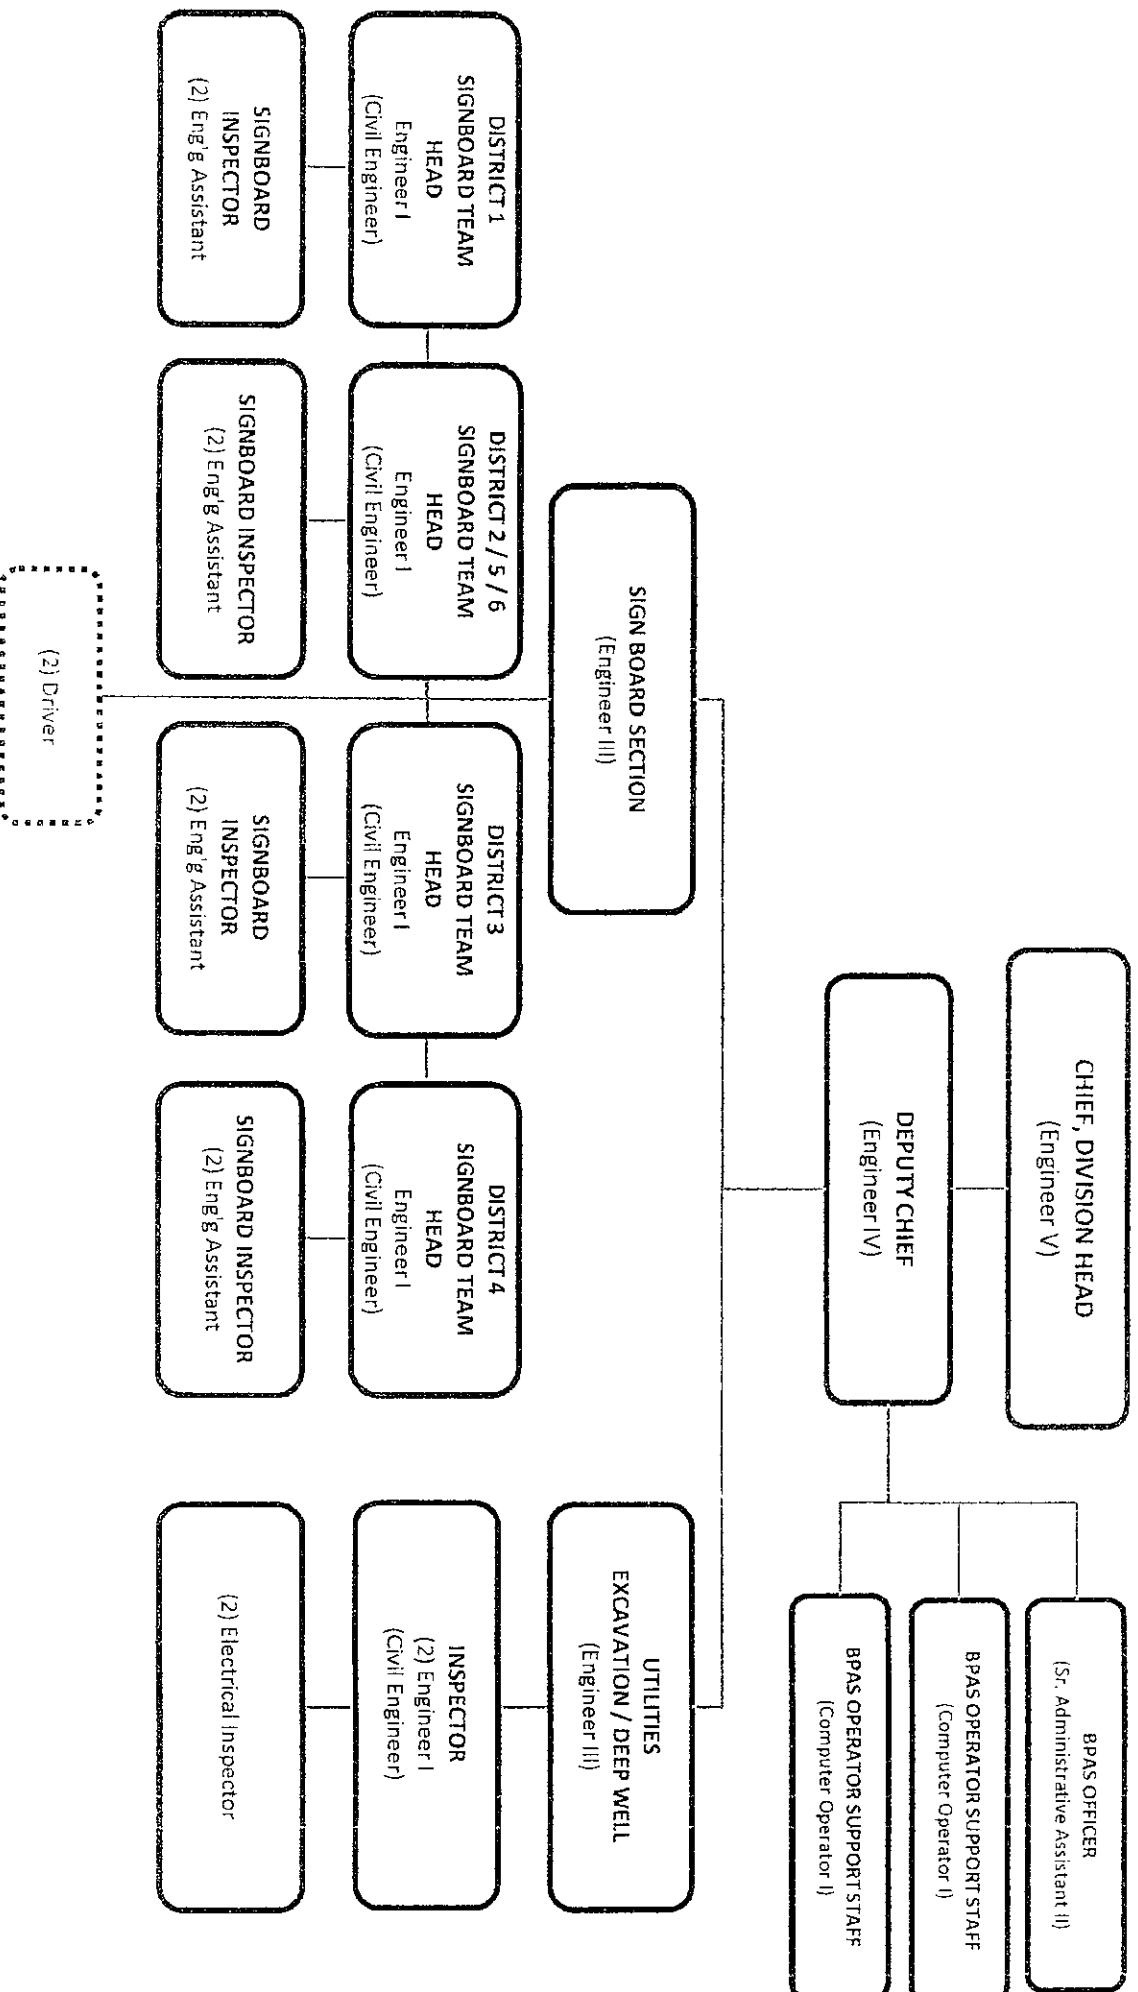 CHIEF, DIVISION HEAD
(Engineer V)
DEPUTY CHIEF
(Engineer IV)
BPAS OFFICER
(Sr. Administrative Assistant II)
BPAS OPERATOR SUPPORT STAFF
(Computer Operator I)
BPAS OPERATOR SUPPORT STAFF
(Computer Operator I)
SIGN BOARD SECTION
(Engineer III)
UTILITIES
EXCAVATION / DEEP WELL
(Engineer III)
DISTRICT 1
SIGNBOARD TEAM
HEAD
Engineer I
(Civil Engineer)
DISTRICT 2 / 5 / 6
SIGNBOARD TEAM
HEAD
Engineer I
(Civil Engineer)
DISTRICT 3
SIGNBOARD TEAM
HEAD
Engineer I
(Civil Engineer)
DISTRICT 4
SIGNBOARD TEAM
HEAD
Engineer I
(Civil Engineer)
INSPECTOR
(2) Engineer I
(Civil Engineer)
SIGNBOARD
INSPECTOR
(2) Eng'g Assistant
SIGNBOARD INSPECTOR
(2) Eng'g Assistant
SIGNBOARD
INSPECTOR
(2) Eng'g Assistant
SIGNBOARD INSPECTOR
(2) Eng'g Assistant
(2) Electrical Inspector
(2) Driver